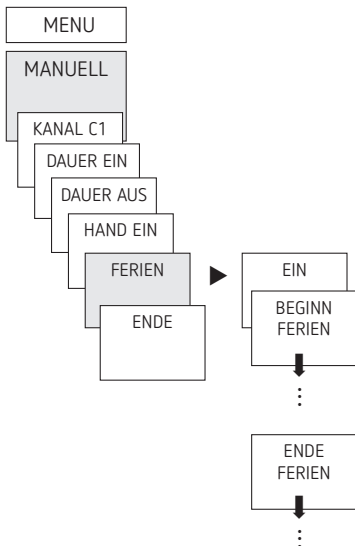 MENU
MANUELL
KANAL C1
DAUER EIN
DAUER AUS
HAND EIN
FERIEN
ENDE
EIN
BEGINN
FERIEN
ENDE
FERIEN